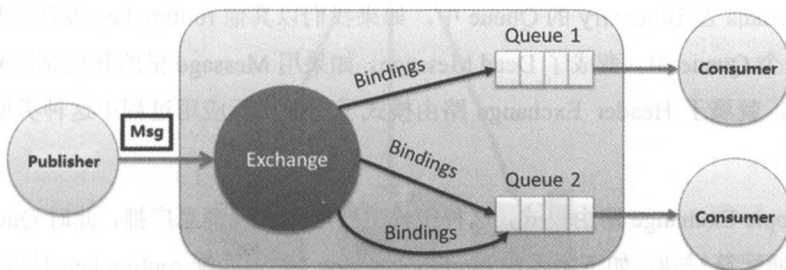 Queue 1
Bindings
Consumer
Msg
Publisher
Exchange
Bindings
Queue 2
Bindings
Consumer